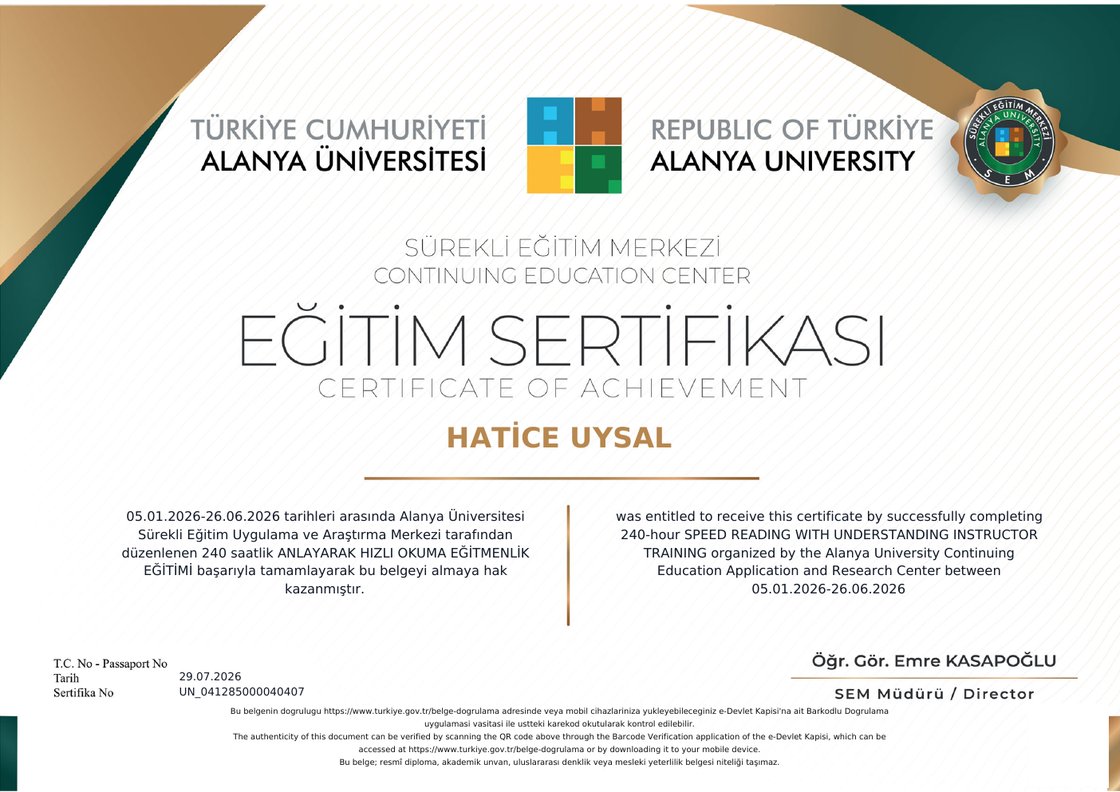 TÜRKİYE CUMHURİYETİ
ALANYA ÜNİVERSİTESİ
REPUBLIC OF TÜRKİYE
ALANYA UNIVERSITY
SÜREKLİ EĞİTİM MERKEZİ
ALANYA UNIVERSITY
SEM
SÜREKLİ EĞİTİM MERKEZİ
CONTINUING EDUCATION CENTER
EĞİTİM SERTİFİKASI
CERTIFICATE OF ACHIEVEMENT
HATİCE UYSAL
05.01.2026-26.06.2026 tarihleri arasında Alanya Üniversitesi
Sürekli Eğitim Uygulama ve Araştırma Merkezi tarafından
düzenlenen 240 saatlik ANLAYARAK HIZLI OKUMA EĞİTMENLİK
EĞİTİMİ başarıyla tamamlayarak bu belgeyi almaya hak
kazanmıştır.
was entitled to receive this certificate by successfully completing
240-hour SPEED READING WITH UNDERSTANDING INSTRUCTOR
TRAINING organized by the Alanya University Continuing
Education Application and Research Center between
05.01.2026-26.06.2026
T.C. No - Passaport No
Tarih 29.07.2026
Sertifika No UN_041285000040407
Öğr. Gör. Emre KASAPOĞLU
SEM Müdürü / Director
Bu belgenin dogrulugu https://www.turkiye.gov.tr/belge-dogrulama adresinde veya mobil cihazlariniza yukleyebileceginiz e-Devlet Kapisi'na ait Barkodlu Dogrulama
uygulamasi vasitasi ile ustteki karekod okutularak kontrol edilebilir.
The authenticity of this document can be verified by scanning the QR code above through the Barcode Verification application of the e-Devlet Kapisi, which can be
accessed at https://www.turkiye.gov.tr/belge-dogrulama or by downloading it to your mobile device.
Bu belge; resmî diploma, akademik unvan, uluslararası denklik veya mesleki yeterlilik belgesi niteliği taşımaz.